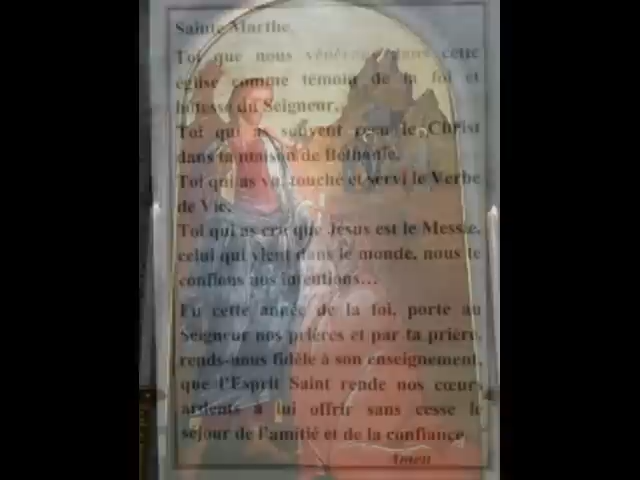 Sainte Marthe,
Toi que nous vénérons dans cette
église comme témoin de la foi et
hôtesse du Seigneur.
Toi qui as souvent reçu le Christ
dans ta maison de Béthanie.
Toi qui as vu, touché et servi le Verbe
de Vie.
Toi qui as cru que Jésus est le Messie,
celui qui vient dans le monde, nous te
confions nos intentions…
En cette année de la foi, porte au
Seigneur nos prières et par ta prière,
rends-nous fidèle à son enseignement,
que l'Esprit Saint rende nos cœurs
ardents à lui offrir sans cesse le
séjour de l'amitié et de la confiance
Amen